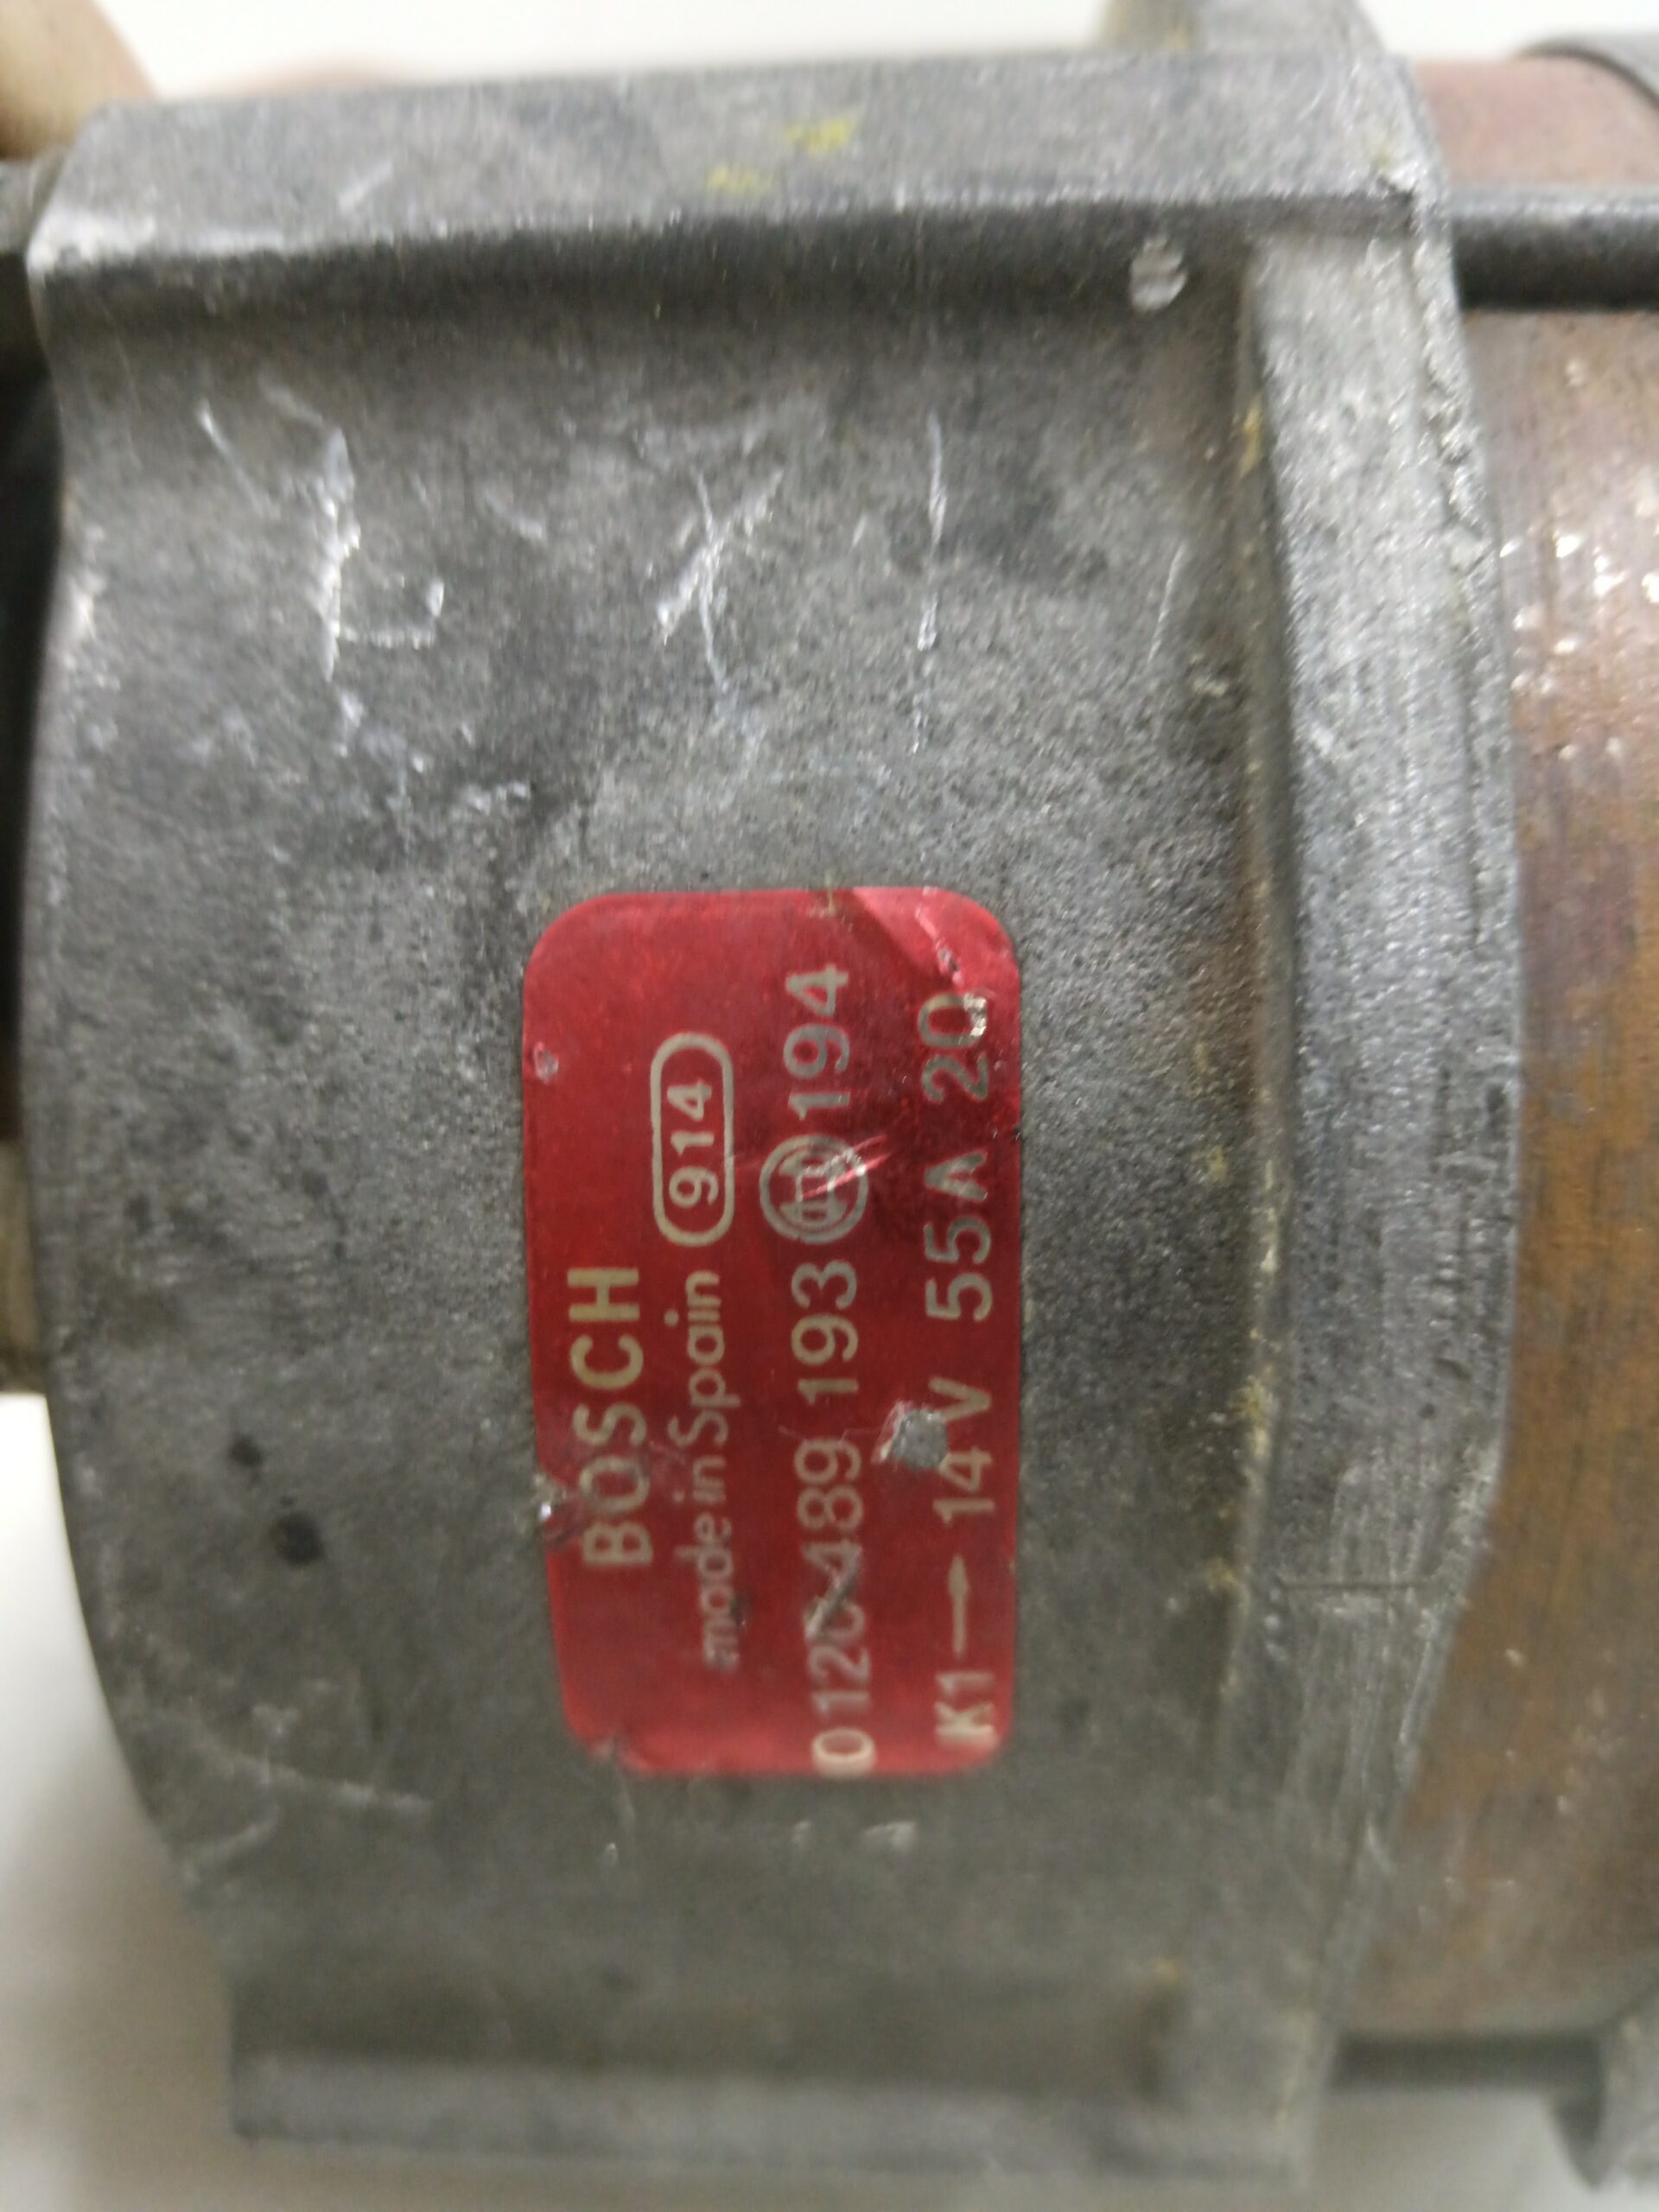 BOSCH
made in Spain 914
0 120 489 193 194
K1→ 14V 55A 20